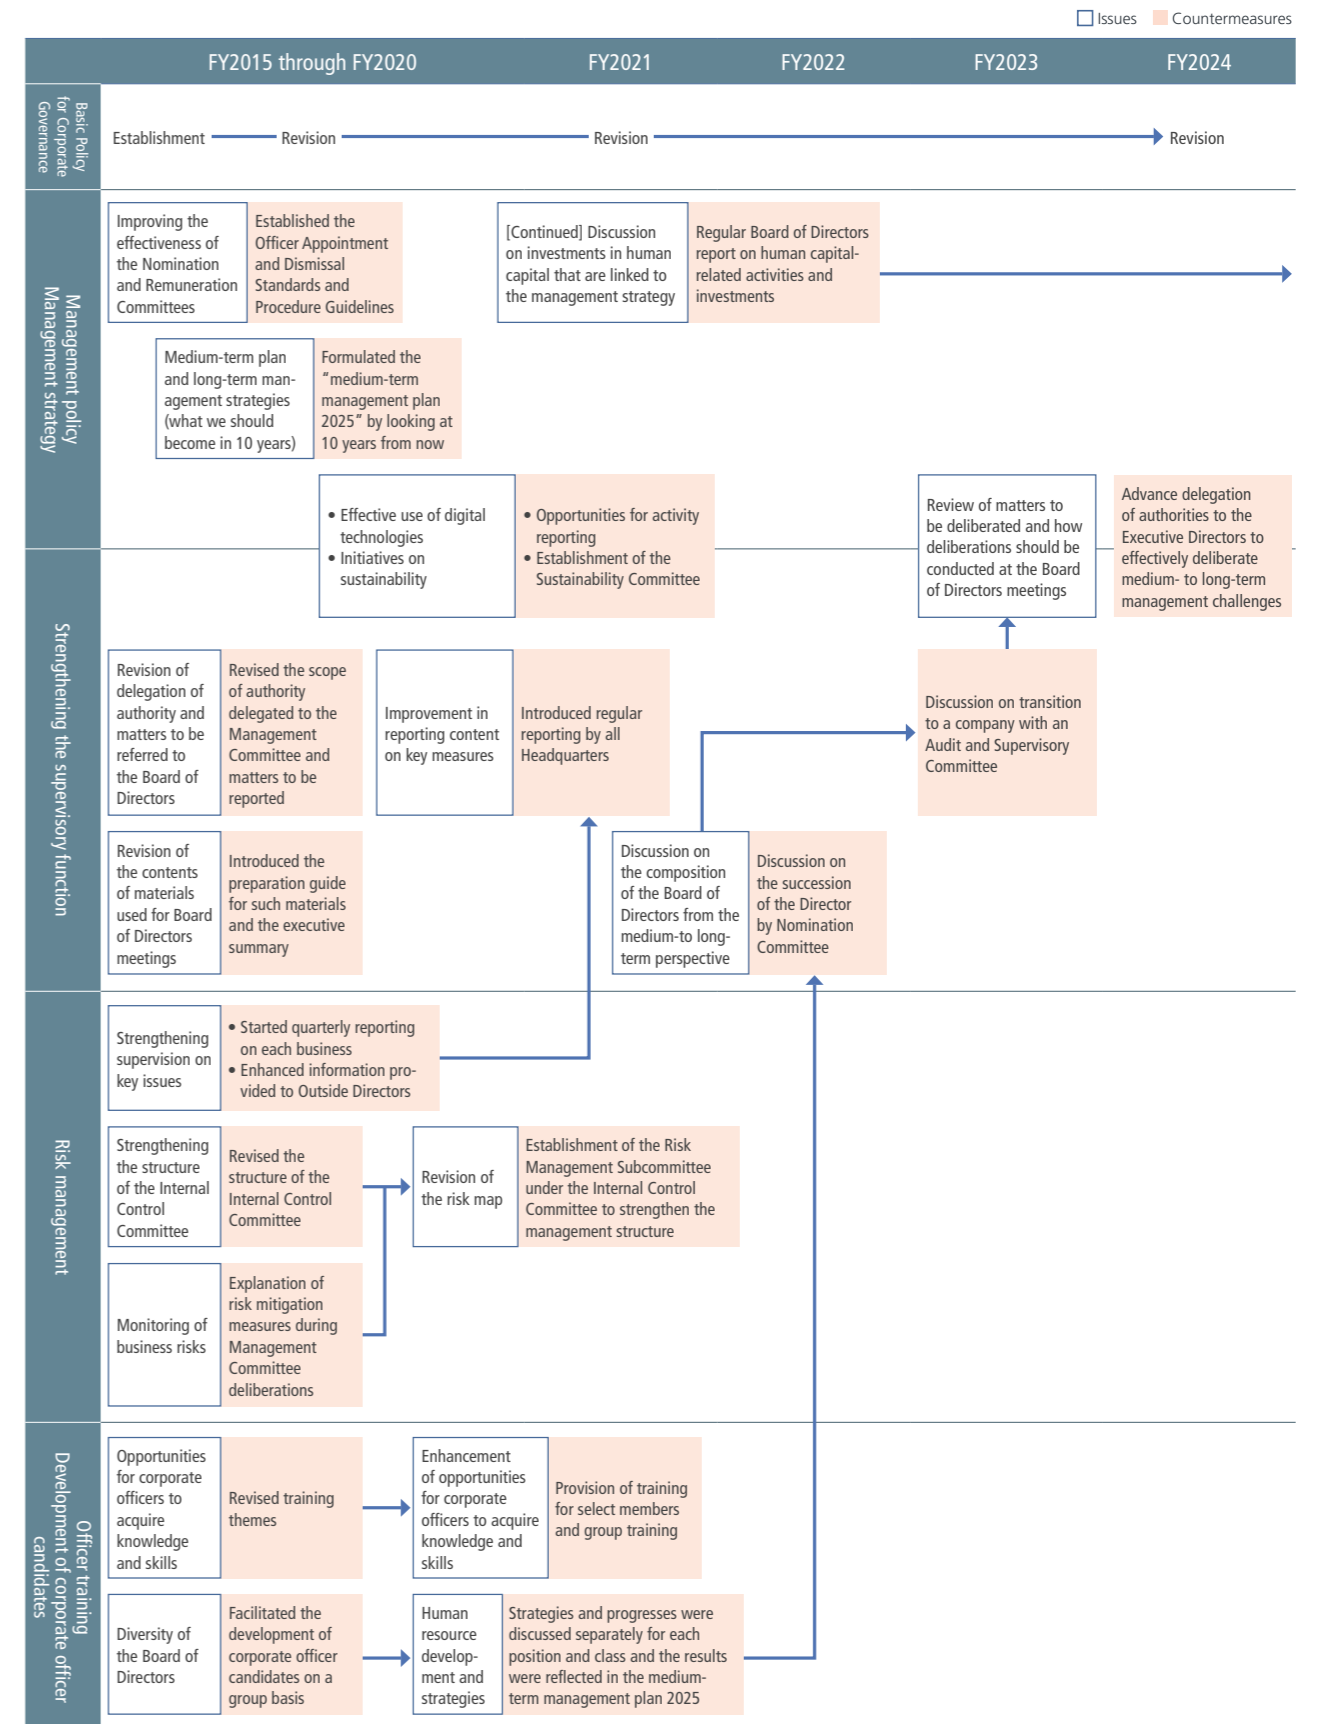 Issues
Countermeasures
FY2015 through FY2020
FY2021
FY2022
FY2023
FY2024
Basic Policy
for Corporate
Governance
Establishment
Revision
Revision
Revision
Management policy
Management strategy
Improving the
effectiveness of
the Nomination
and Remuneration
Committees
Established the
Officer Appointment
and Dismissal
Standards and
Procedure Guidelines
[Continued] Discussion
on investments in human
capital that are linked to
the management strategy
Regular Board of Directors
report on human capital-
related activities and
investments
Medium-term plan
and long-term man-
agement strategies
(what we should
become in 10 years)
Formulated the
“medium-term
management plan
2025” by looking at
10 years from now
• Effective use of digital
technologies
• Initiatives on
sustainability
• Opportunities for activity
reporting
• Establishment of the
Sustainability Committee
Review of matters to
be deliberated and how
deliberations should be
conducted at the Board
of Directors meetings
Advance delegation
of authorities to the
Executive Directors to
effectively deliberate
medium- to long-term
management challenges
Strengthening the supervisory function
Revision of
delegation of
authority and
matters to be
referred to
the Board of
Directors
Revised the scope
of authority
delegated to the
Management
Committee and
matters to be
reported
Improvement in
reporting content
on key measures
Introduced regular
reporting by all
Headquarters
Discussion on transition
to a company with an
Audit and Supervisory
Committee
Revision of
the contents
of materials
used for Board
of Directors
meetings
Introduced the
preparation guide
for such materials
and the executive
summary
Discussion on
the composition
of the Board of
Directors from the
medium-to long-
term perspective
Discussion on
the succession
of the Director
by Nomination
Committee
Risk management
Strengthening
supervision on
key issues
• Started quarterly reporting
on each business
• Enhanced information pro-
vided to Outside Directors
Strengthening
the structure
of the Internal
Control
Committee
Revised the
structure of the
Internal Control
Committee
Revision of
the risk map
Establishment of the Risk
Management Subcommittee
under the Internal Control
Committee to strengthen the
management structure
Monitoring of
business risks
Explanation of
risk mitigation
measures during
Management
Committee
deliberations
Officer training
Development of corporate officer
candidates
Opportunities
for corporate
officers to
acquire
knowledge
and skills
Revised training
themes
Enhancement
of opportunities
for corporate
officers to acquire
knowledge and
skills
Provision of training
for select members
and group training
Diversity of
the Board of
Directors
Facilitated the
development of
corporate officer
candidates on a
group basis
Human
resource
develop-
ment and
strategies
Strategies and progresses were
discussed separately for each
position and class and the results
were reflected in the medium-
term management plan 2025